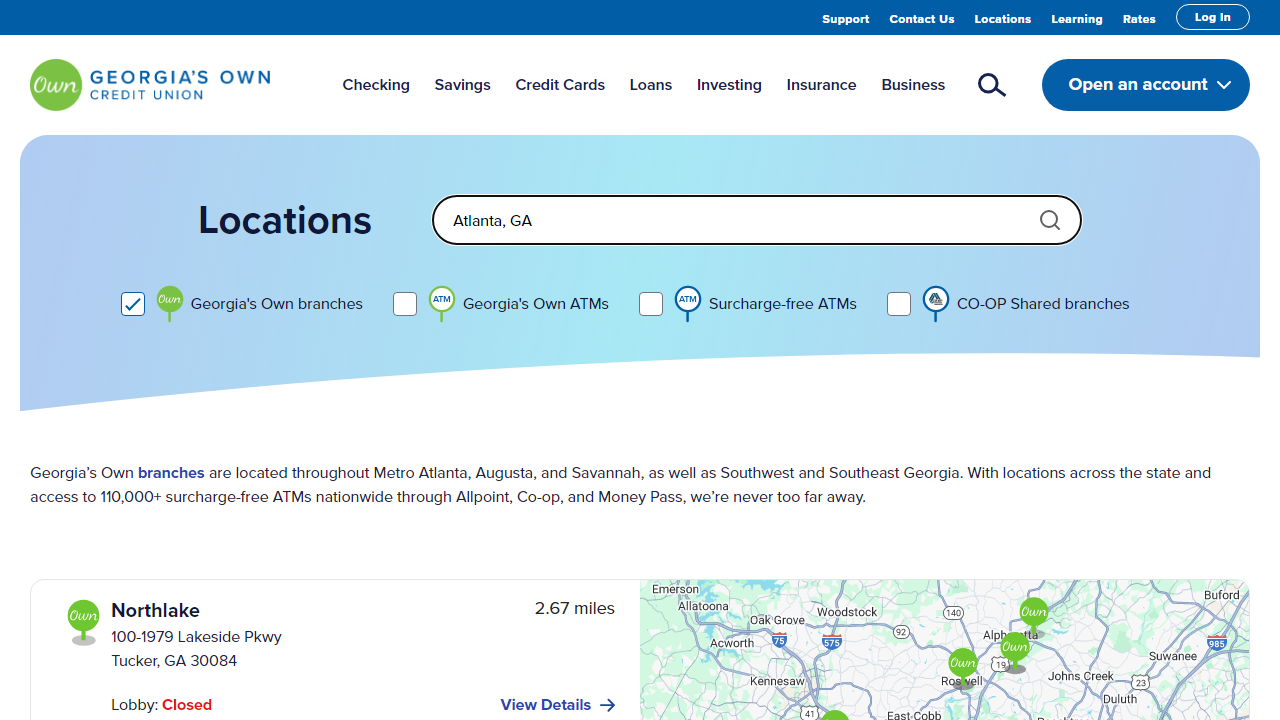 Support Contact Us Locations Learning Rates Log In
Own GEORGIA'S OWN
CREDIT UNION
Checking Savings Credit Cards Loans Investing Insurance Business Open an account
Locations
Atlanta, GA
Own Georgia's Own branches ATM Georgia's Own ATMs ATM Surcharge-free ATMs CO-OP Shared branches
Georgia’s Own branches are located throughout Metro Atlanta, Augusta, and Savannah, as well as Southwest and Southeast Georgia. With locations across the state and
access to 110,000+ surcharge-free ATMs nationwide through Allpoint, Co-op, and Money Pass, we’re never too far away.
Own Northlake 2.67 miles
100-1979 Lakeside Pkwy
Tucker, GA 30084
Lobby: Closed View Details
Emerson
Buford
Allatoona
Woodstock
140
Own
Oak Grove
92
Alpharetta
Acworth
75
575
985
Own
Suwanee
Own
19
Kennesaw
Roswell
Johns Creek
23
Duluth
41
East Cobb